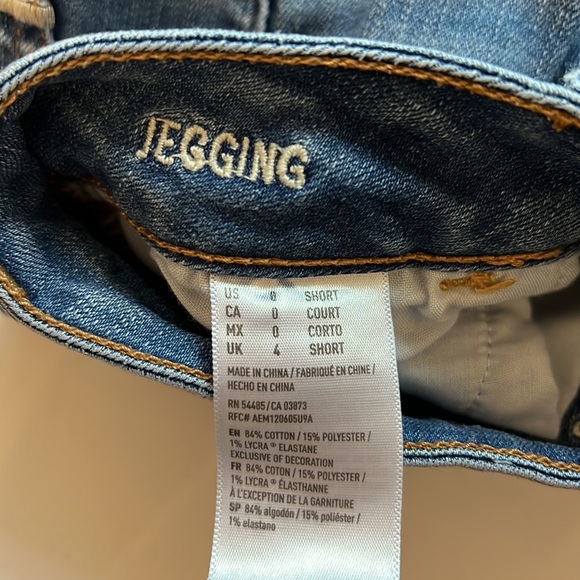 JEGGING
US 0 SHORT
CA 0 COURT
MX 0 CORTO
UK 4 SHORT
MADE IN CHINA / FABRIQUÉ EN CHINE /
HECHO EN CHINA
RN 54485/CA 03873
RFC# AEM120605U9A
EN 84% COTTON / 15% POLYESTER /
1% LYCRA® ELASTANE
EXCLUSIVE OF DECORATION
FR 84% COTON / 15% POLYESTER /
1% LYCRA® ÉLASTHANNE
À L'EXCEPTION DE LA GARNITURE
SP 84% algodón / 15% poliéster /
1% elastano